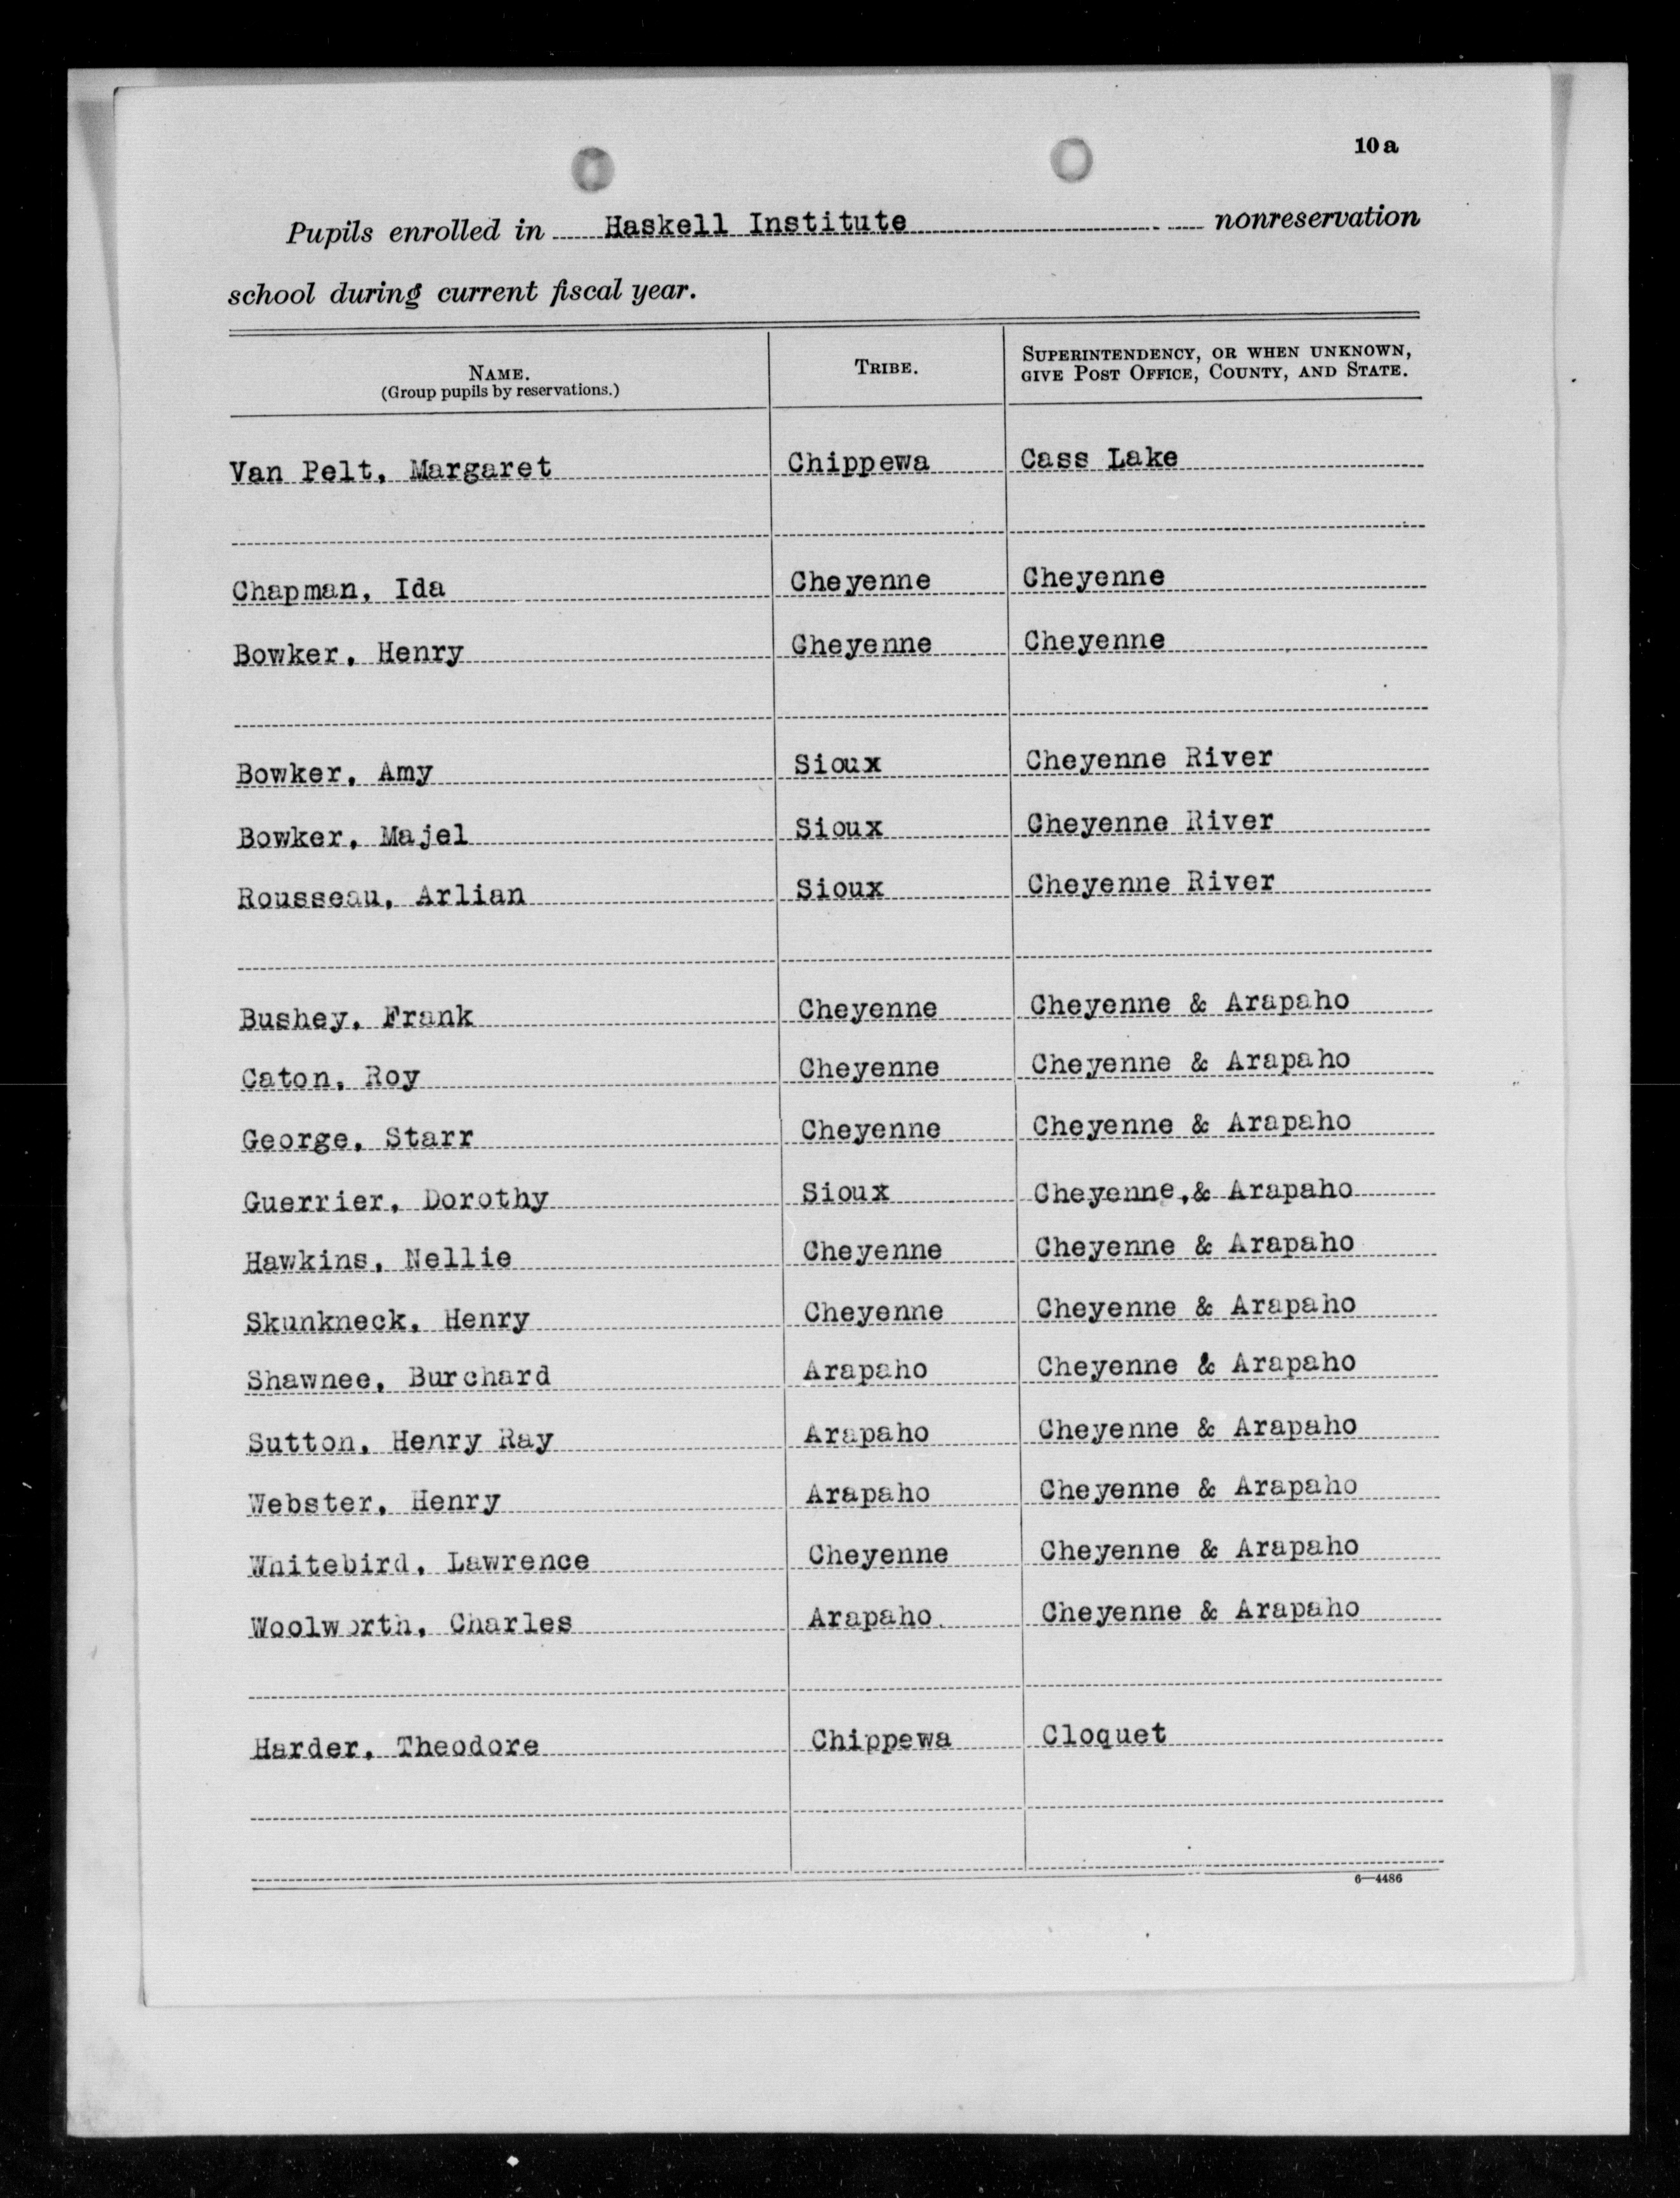 10 a
Pupils enrolled in Haskell Institute nonreservation
school during current fiscal year.
NAME. TRIBE. SUPERINTENDENCY, OR WHEN UNKNOWN,
(Group pupils by reservations.) GIVE POST OFFICE, COUNTY, AND STATE.
Van Pelt, Margaret Chippewa Cass Lake
Chapman, Ida Cheyenne Cheyenne
Bowker, Henry Cheyenne Cheyenne
Bowker, Amy Sioux Cheyenne River
Bowker, Majel Sioux Cheyenne River
Rousseau, Arlian Sioux Cheyenne River
Bushey, Frank Cheyenne Cheyenne & Arapaho
Caton, Roy Cheyenne Cheyenne & Arapaho
George, Starr Cheyenne Cheyenne & Arapaho
Guerrier, Dorothy Sioux Cheyenne,& Arapaho
Hawkins, Nellie Cheyenne Cheyenne & Arapaho
Skunkneck, Henry Cheyenne Cheyenne & Arapaho
Shawnee, Burchard Arapaho Cheyenne & Arapaho
Sutton, Henry Ray Arapaho Cheyenne & Arapaho
Webster, Henry Arapaho Cheyenne & Arapaho
Whitebird, Lawrence Cheyenne Cheyenne & Arapaho
Woolworth, Charles Arapaho. Cheyenne & Arapaho
Harder, Theodore Chippewa Cloquet
6—4486